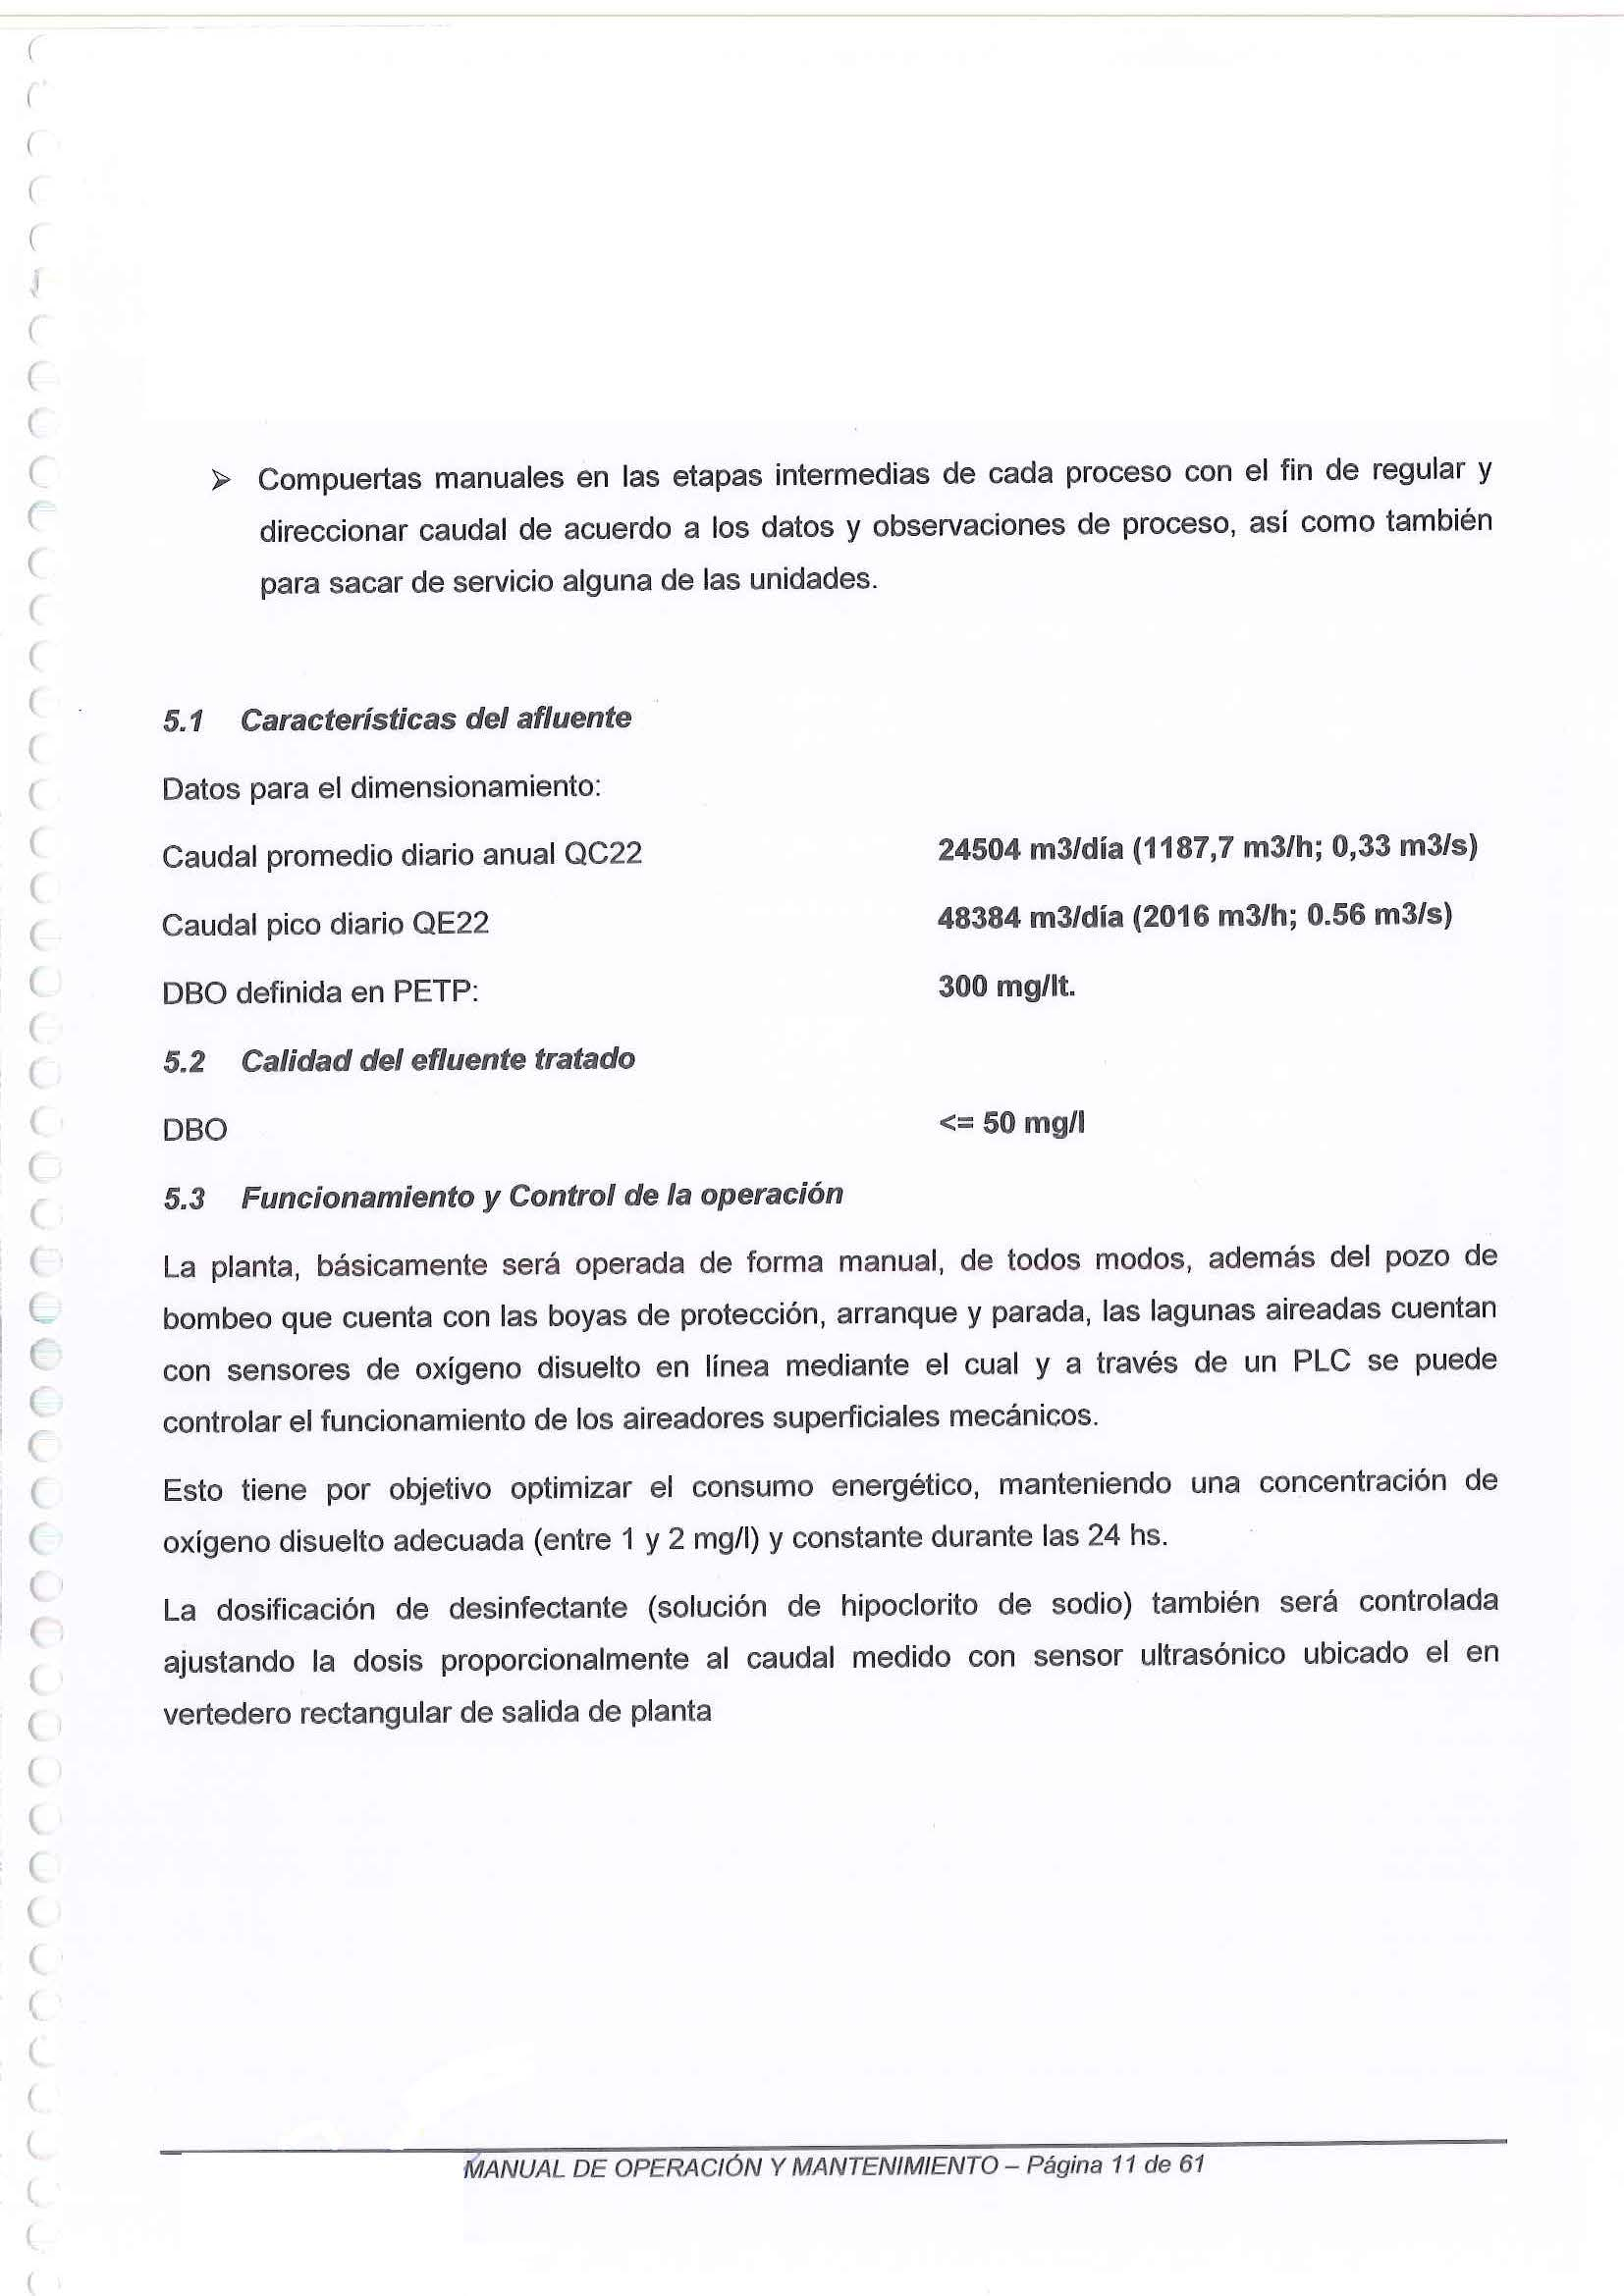 ➢ Compuertas manuales en las etapas intermedias de cada proceso con el fin de regular y
direccionar caudal de acuerdo a los datos y observaciones de proceso, así como también
para sacar de servicio alguna de las unidades.
5.1 Características del afluente
Datos para el dimensionamiento:
Caudal promedio diario anual QC22 24504 m3/día (1187,7 m3/h; 0,33 m3/s)
Caudal pico diario QE22 48384 m3/día (2016 m3/h; 0.56 m3/s)
DBO definida en PETP: 300 mg/lt.
5.2 Calidad del efluente tratado
DBO <= 50 mg/l
5.3 Funcionamiento y Control de la operación
La planta, básicamente será operada de forma manual, de todos modos, además del pozo de
bombeo que cuenta con las boyas de protección, arranque y parada, las lagunas aireadas cuentan
con sensores de oxígeno disuelto en línea mediante el cual y a través de un PLC se puede
controlar el funcionamiento de los aireadores superficiales mecánicos.
Esto tiene por objetivo optimizar el consumo energético, manteniendo una concentración de
oxígeno disuelto adecuada (entre 1 y 2 mg/l) y constante durante las 24 hs.
La dosificación de desinfectante (solución de hipoclorito de sodio) también será controlada
ajustando la dosis proporcionalmente al caudal medido con sensor ultrasónico ubicado el en
vertedero rectangular de salida de planta
MANUAL DE OPERACIÓN Y MANTENIMIENTO – Página 11 de 61